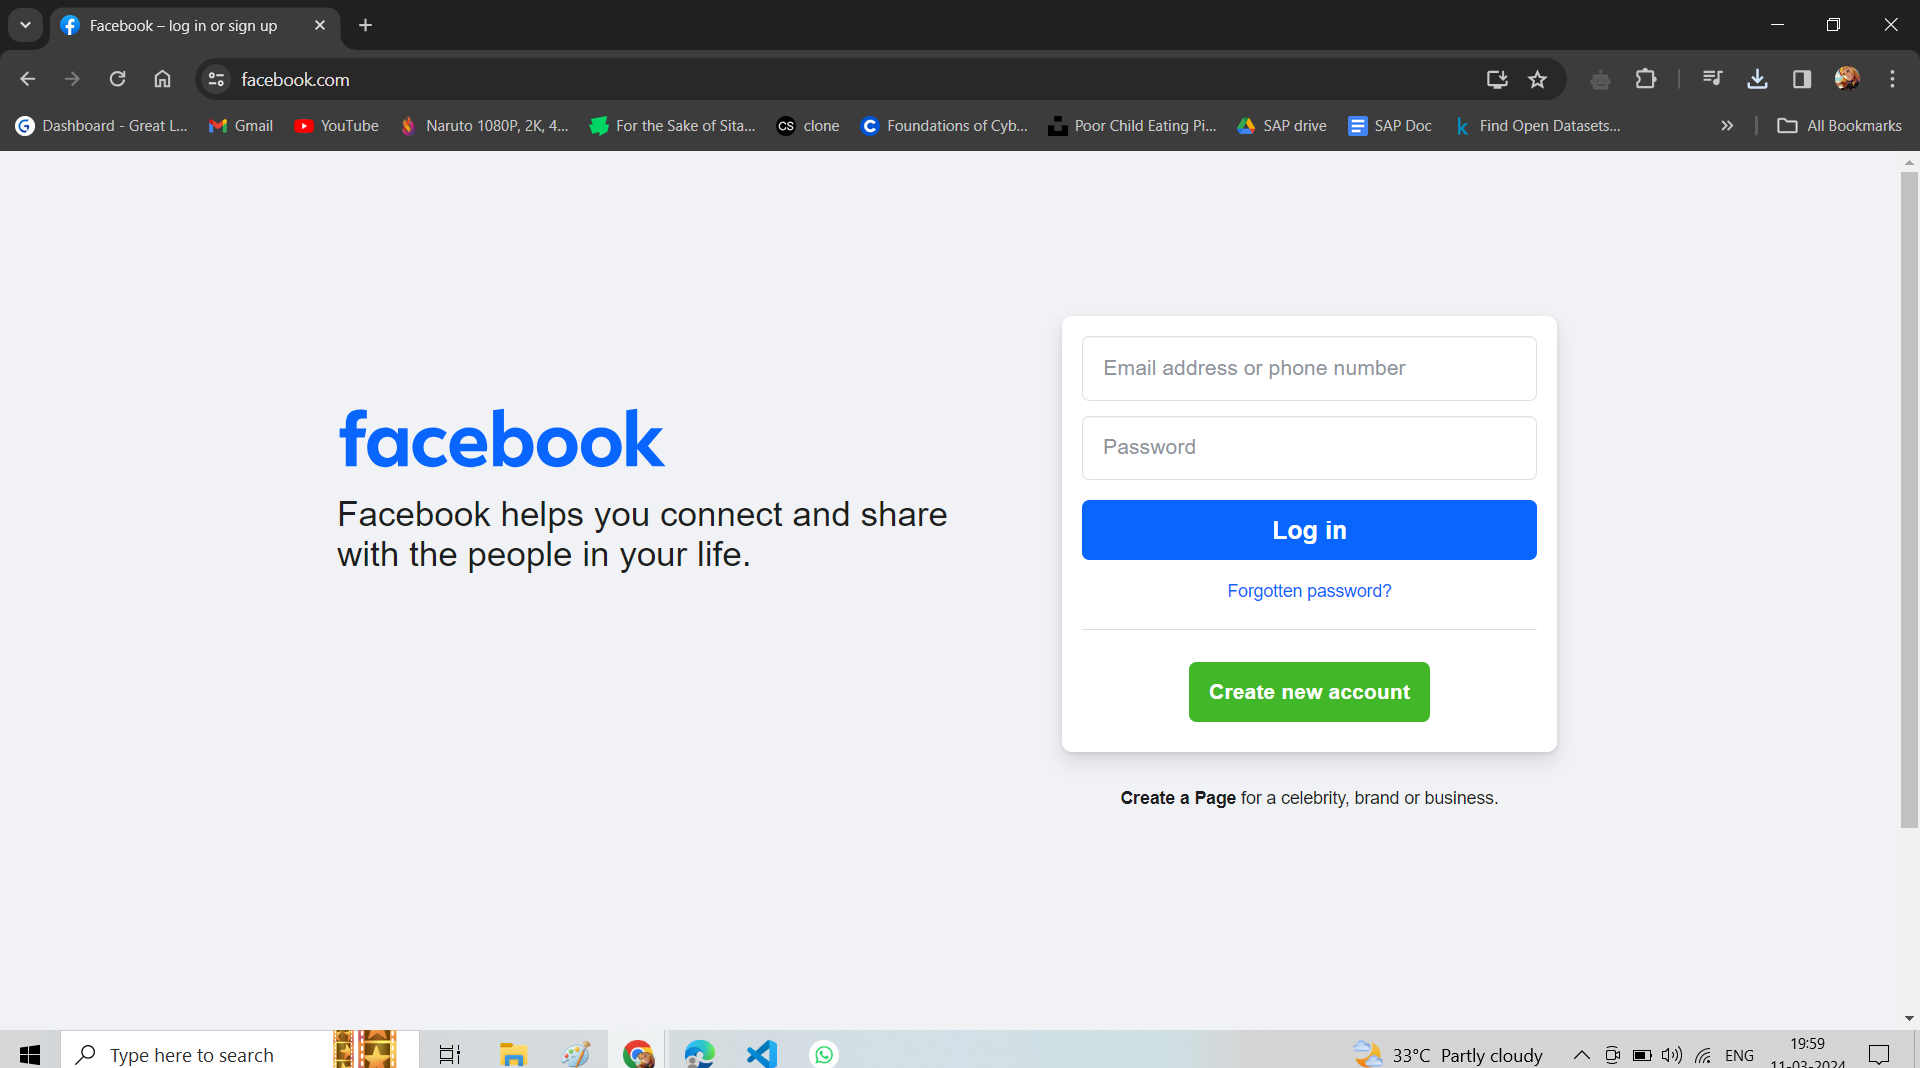 Facebook – log in or sign up
facebook.com
Dashboard - Great L...
Gmail
YouTube
Naruto 1080P, 2K, 4...
For the Sake of Sita...
CS clone
Foundations of Cyb...
Poor Child Eating Pi...
SAP drive
SAP Doc
Find Open Datasets...
All Bookmarks
facebook
Facebook helps you connect and share
with the people in your life.
Email address or phone number
Password
Log in
Forgotten password?
Create new account
Create a Page for a celebrity, brand or business.
Type here to search
33°C Partly cloudy
ENG
19:59
11-03-2024